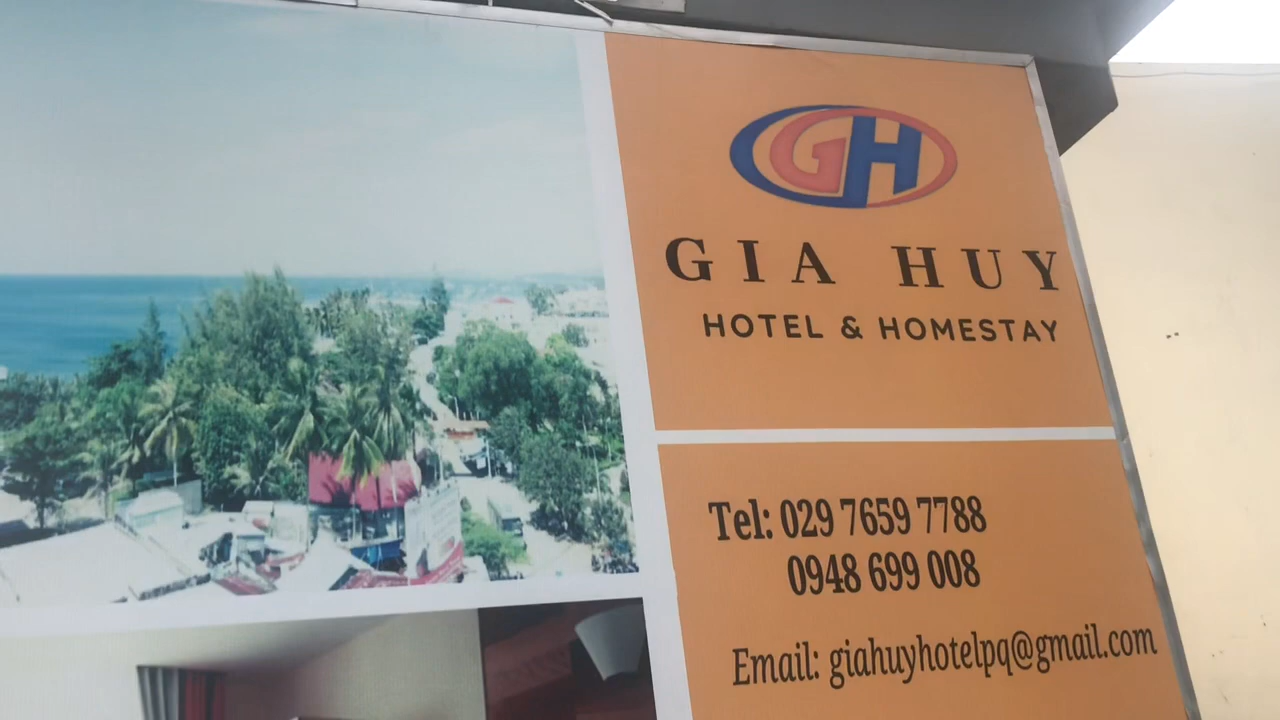 GH
GIA HUY
HOTEL & HOMESTAY
Tel: 029 7659 7788
0948 699 008
Email: giahuyhotelpq@gmail.com